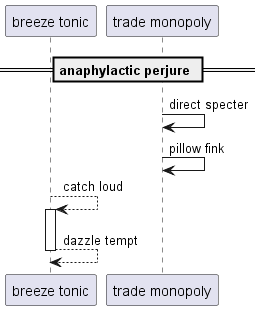 breeze tonic
trade monopoly
anaphylactic perjure
direct specter
pillow fink
catch loud
dazzle tempt
breeze tonic
trade monopoly